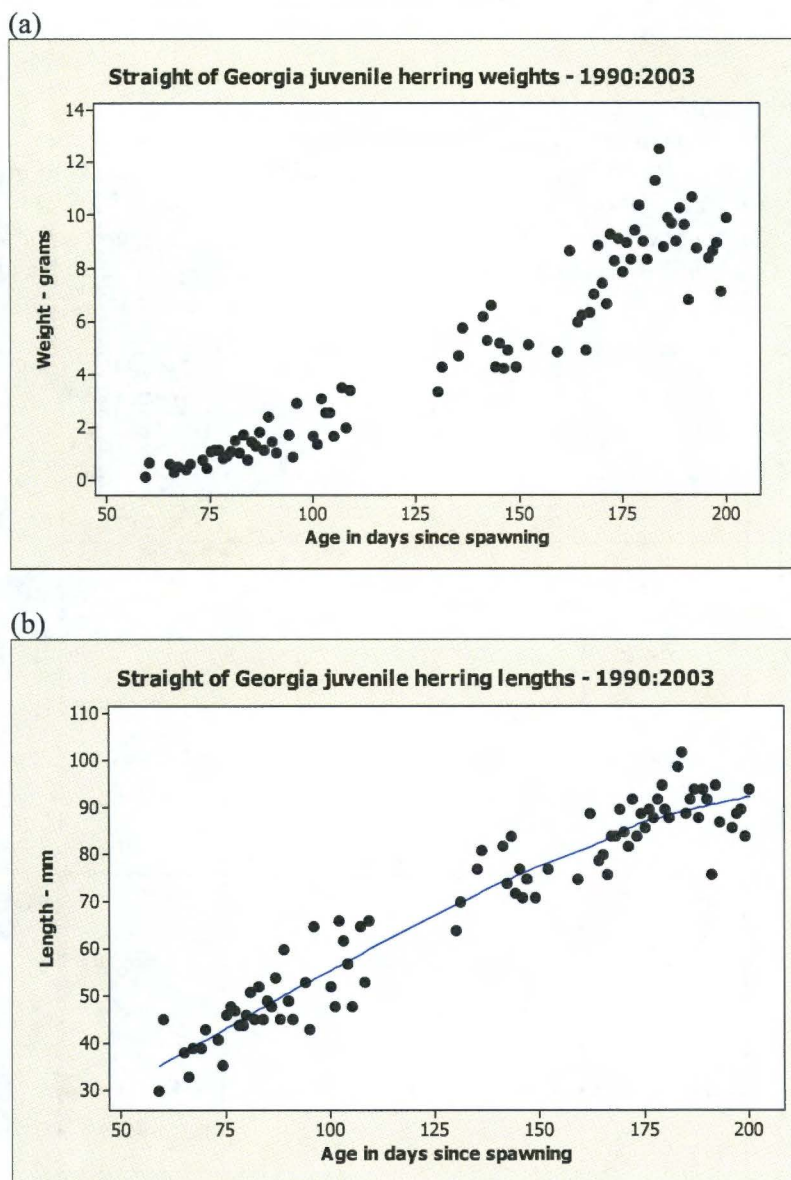 (a)
Straight of Georgia juvenile herring weights - 1990:2003
14
12
10
8
6
4
2
0
Weight - grams
50 75 100 125 150 175 200
Age in days since spawning
(b)
Straight of Georgia juvenile herring lengths - 1990:2003
110
100
90
80
70
60
50
40
30
Length - mm
50 75 100 125 150 175 200
Age in days since spawning